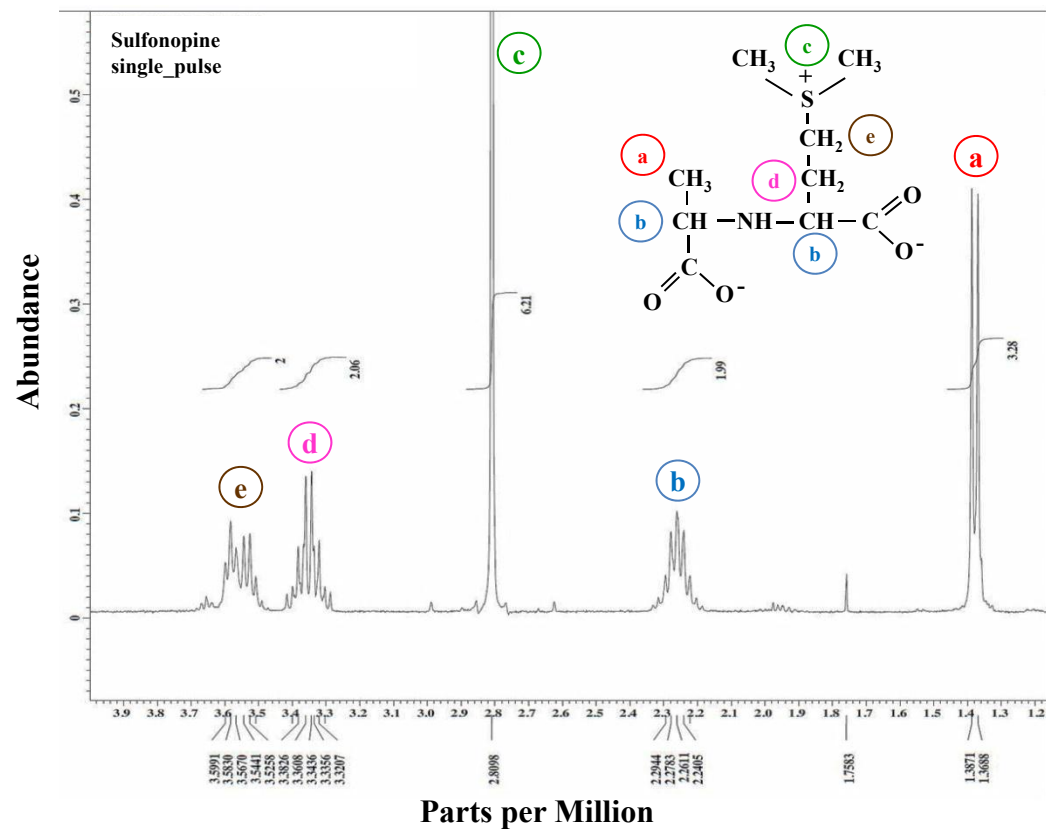 Sulfonopine
single_pulse
Abundance
0.5
0.4
0.3
0.2
0.1
0
c
a
e
d
b
2
2.06
6.21
1.99
3.28
c
CH3 + CH3
S
CH2 e
a d CH2
CH3
b CH NH CH C O
O-
b
C
O O-
3.9 3.8 3.7 3.6 3.5 3.4 3.3 3.2 3.1 3.0 2.9 2.8 2.7 2.6 2.5 2.4 2.3 2.2 2.1 2.0 1.9 1.8 1.7 1.6 1.5 1.4 1.3 1.2
3.5991
3.5830
3.5670
3.5441
3.5258
3.3826
3.3608
3.3436
3.3356
3.3207
2.8098
2.2944
2.2783
2.2611
2.2405
1.7583
1.3871
1.3688
Parts per Million